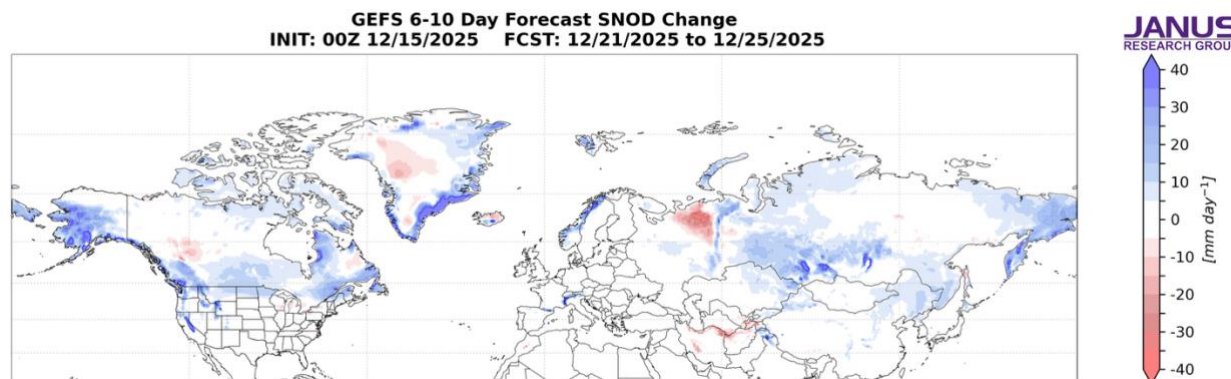 GEFS 6-10 Day Forecast SNOD Change
INIT: 00Z 12/15/2025 FCST: 12/21/2025 to 12/25/2025
JANUS
RESEARCH GROU
40
30
20
10
0
-10
-20
-30
-40
[mm day⁻¹]